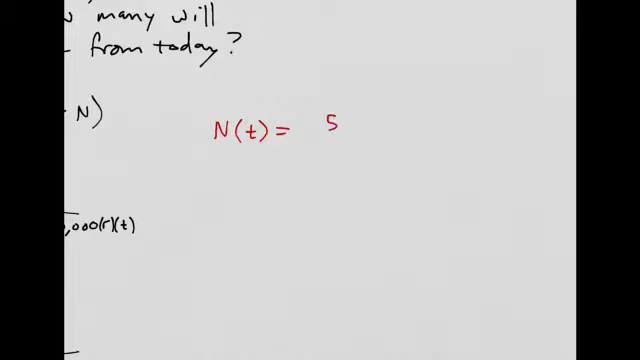 many will
from today?
N)
N(t) = 5
,000(r)(t)